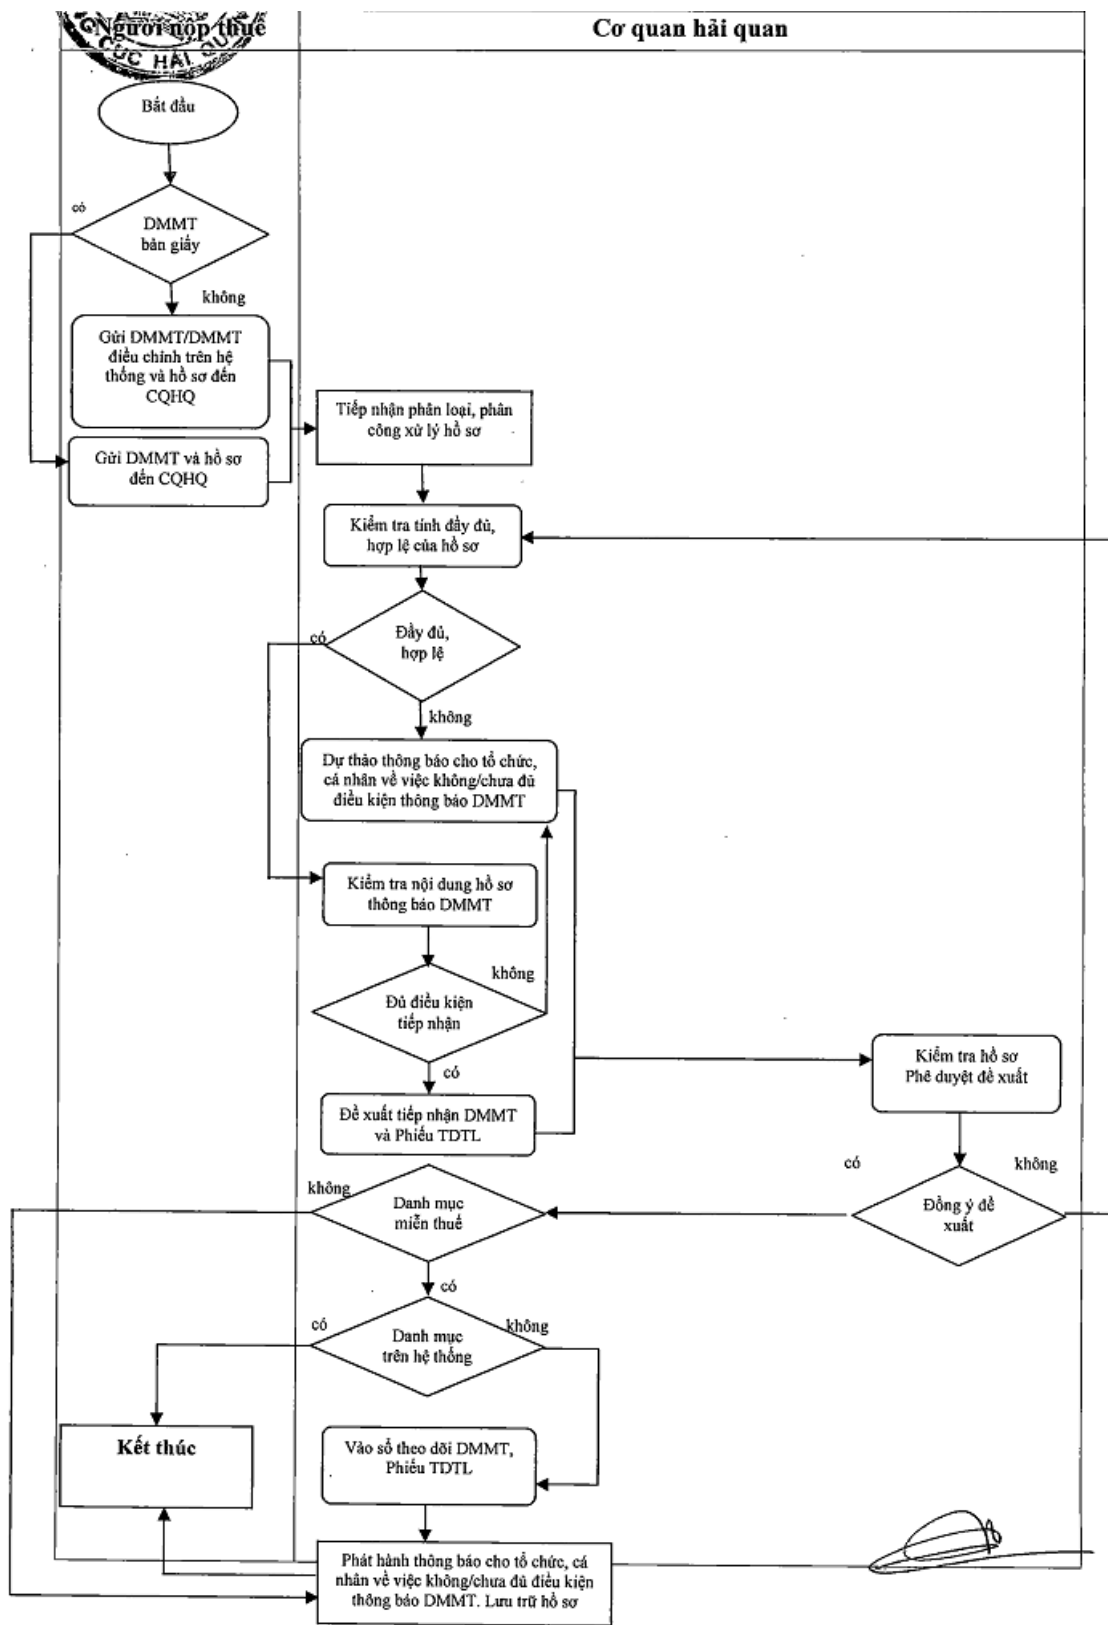 Người nộp thuế
CỤC HẢI QU
Cơ quan hải quan
Bắt đầu
có
DMMT
bản giấy
không
Gửi DMMT/DMMT
điều chỉnh trên hệ
thống và hồ sơ đến
CQHQ
Gửi DMMT và hồ sơ
đến CQHQ
Tiếp nhận phân loại, phân
công xử lý hồ sơ
Kiểm tra tính đầy đủ,
hợp lệ của hồ sơ
có
Đầy đủ,
hợp lệ
không
Dự thảo thông báo cho tổ chức,
cá nhân về việc không/chưa đủ
điều kiện thông báo DMMT
Kiểm tra nội dung hồ sơ
thông báo DMMT
không
Đủ điều kiện
tiếp nhận
có
Đề xuất tiếp nhận DMMT
và Phiếu TDTL
Kiểm tra hồ sơ
Phê duyệt đề xuất
có
không
Đồng ý đề
xuất
không
Danh mục
miễn thuế
có
có
không
Danh mục
trên hệ thống
Kết thúc
Vào sổ theo dõi DMMT,
Phiếu TDTL
Phát hành thông báo cho tổ chức, cá
nhân về việc không/chưa đủ điều kiện
thông báo DMMT. Lưu trữ hồ sơ